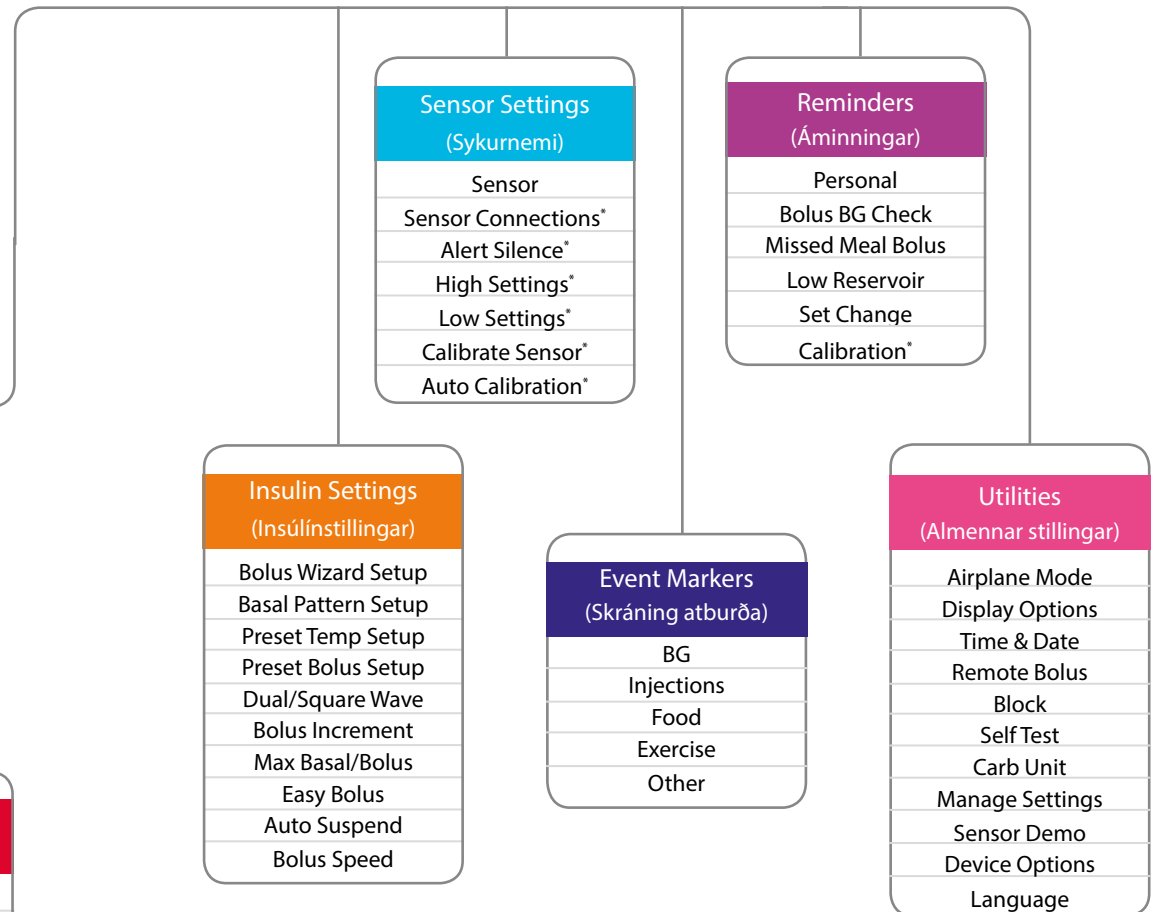 Sensor Settings
(Sykurnemi)
Sensor
Sensor Connections*
Alert Silence*
High Settings*
Low Settings*
Calibrate Sensor*
Auto Calibration*
Reminders
(Áminningar)
Personal
Bolus BG Check
Missed Meal Bolus
Low Reservoir
Set Change
Calibration*
Insulin Settings
(Insúlínstillingar)
Bolus Wizard Setup
Basal Pattern Setup
Preset Temp Setup
Preset Bolus Setup
Dual/Square Wave
Bolus Increment
Max Basal/Bolus
Easy Bolus
Auto Suspend
Bolus Speed
Event Markers
(Skráning atburða)
BG
Injections
Food
Exercise
Other
Utilities
(Almennar stillingar)
Airplane Mode
Display Options
Time & Date
Remote Bolus
Block
Self Test
Carb Unit
Manage Settings
Sensor Demo
Device Options
Language